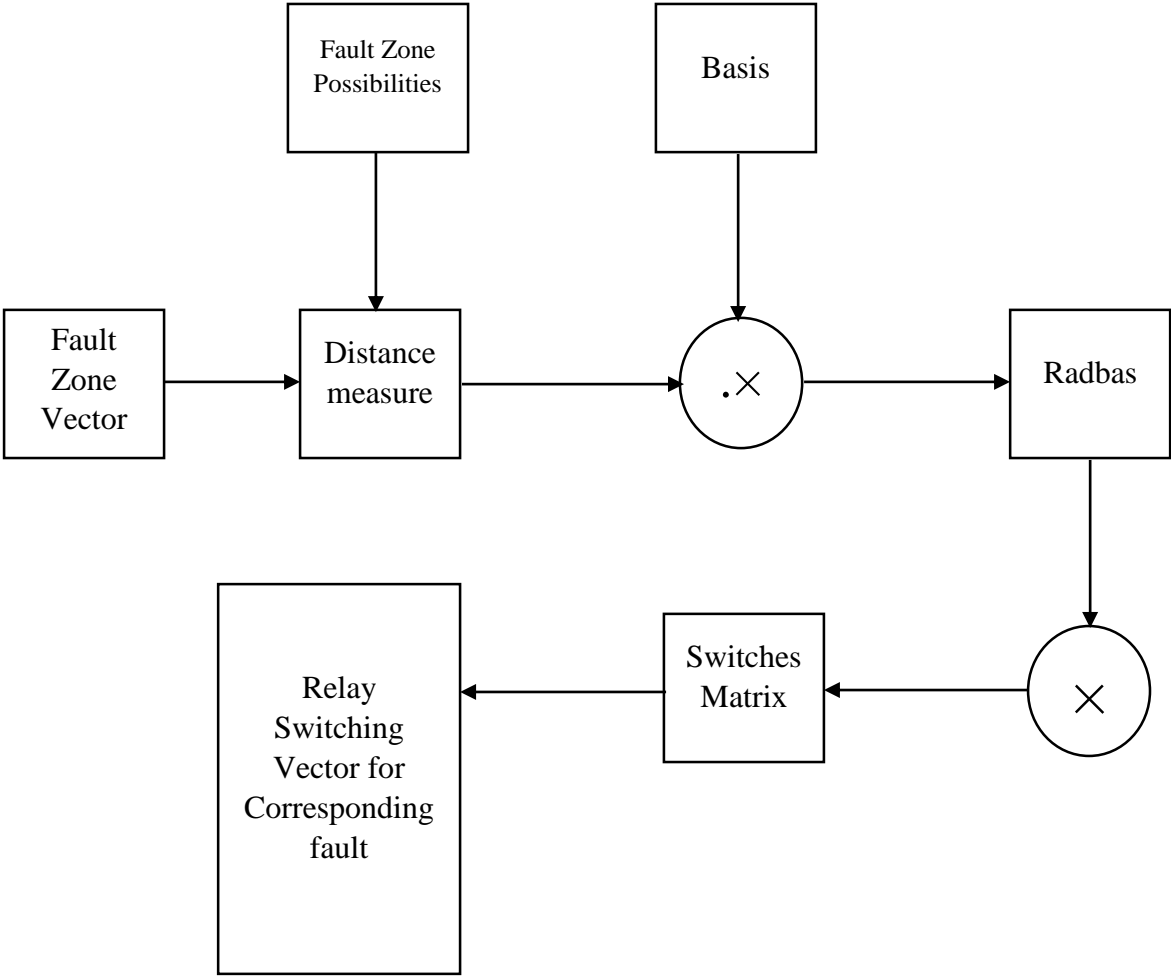 Fault Zone
Possibilities
Basis
Fault
Zone
Vector
Distance
measure
.×
Radbas
Relay
Switching
Vector for
Corresponding
fault
Switches
Matrix
×